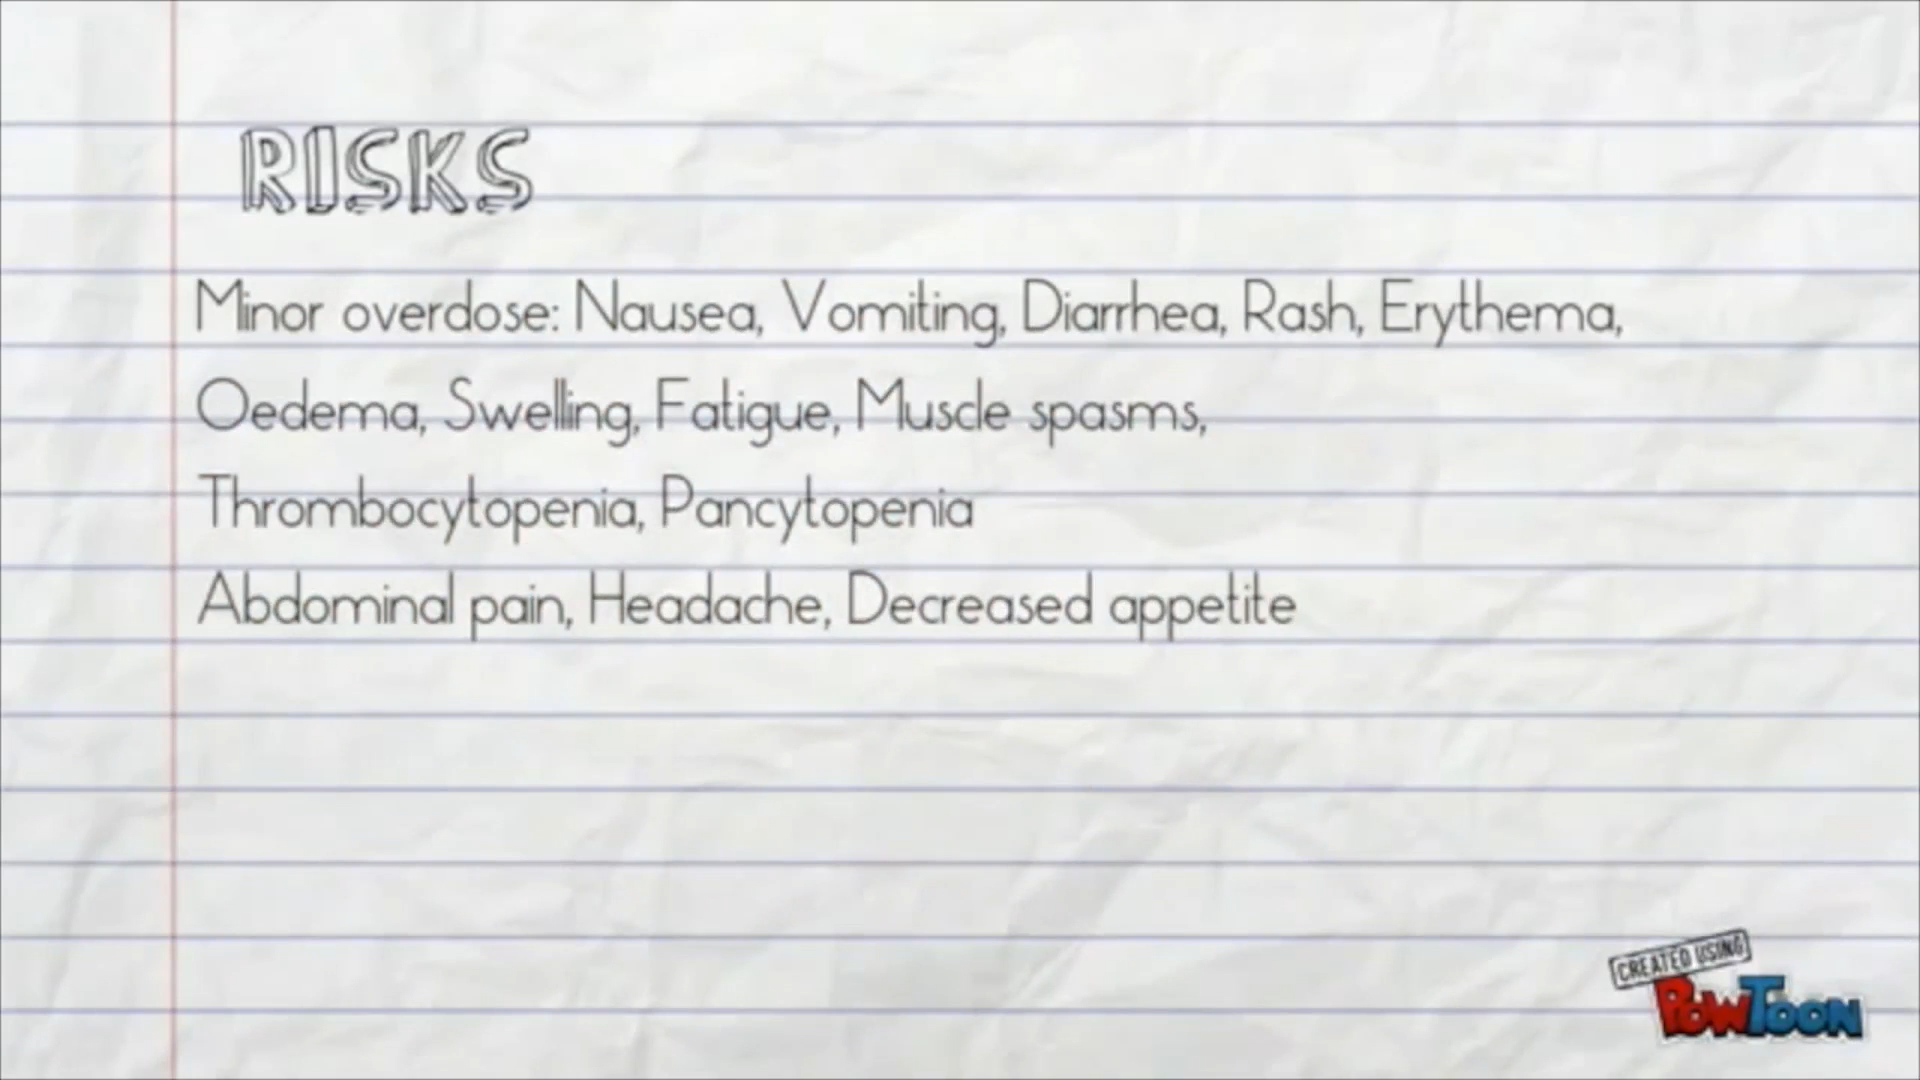 RISKS
Minor overdose: Nausea, Vomiting, Diarrhea, Rash, Erythema,
Oedema, Swelling, Fatigue, Muscle spasms,
Thrombocytopenia, Pancytopenia
Abdominal pain, Headache, Decreased appetite
CREATED USING
POWTOON